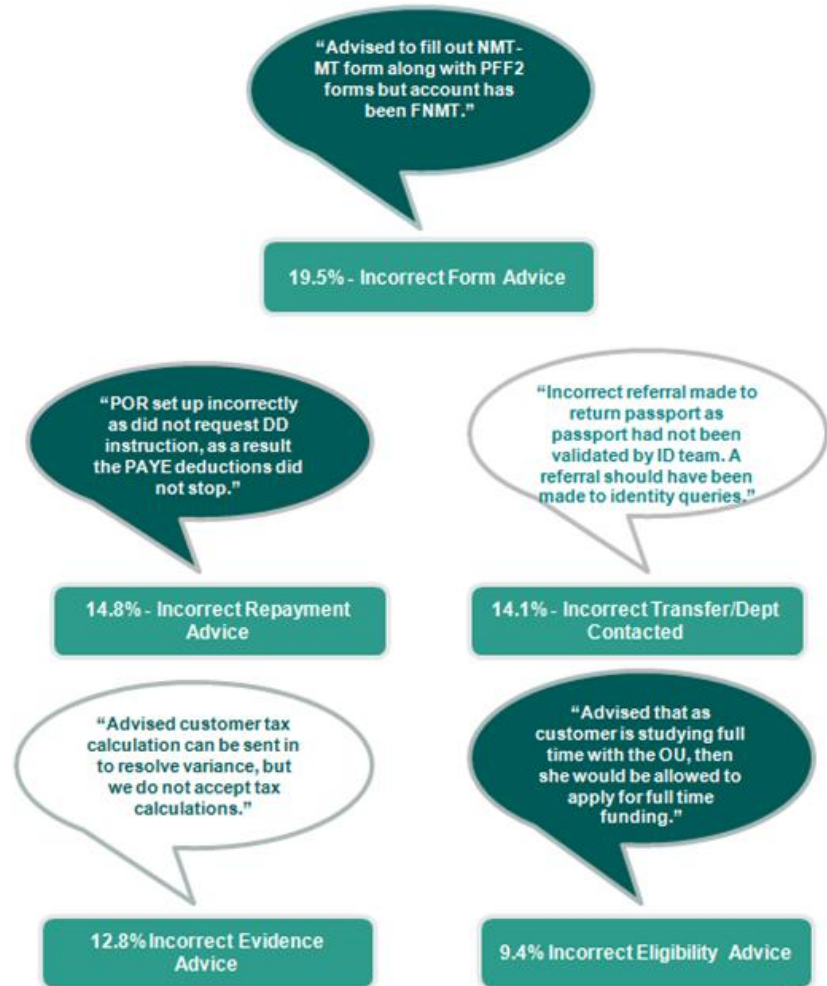 “Advised to fill out NMT-
MT form along with PFF2
forms but account has
been FNMT.”
19.5% - Incorrect Form Advice
“POR set up incorrectly
as did not request DD
instruction, as a result
the PAYE deductions did
not stop.”
14.8% - Incorrect Repayment
Advice
“Incorrect referral made to
return passport as
passport had not been
validated by ID team. A
referral should have been
made to identity queries.”
14.1% - Incorrect Transfer/Dept
Contacted
“Advised customer tax
calculation can be sent in
to resolve variance, but
we do not accept tax
calculations.”
12.8% Incorrect Evidence
Advice
“Advised that as
customer is studying full
time with the OU, then
she would be allowed to
apply for full time
funding.”
9.4% Incorrect Eligibility Advice